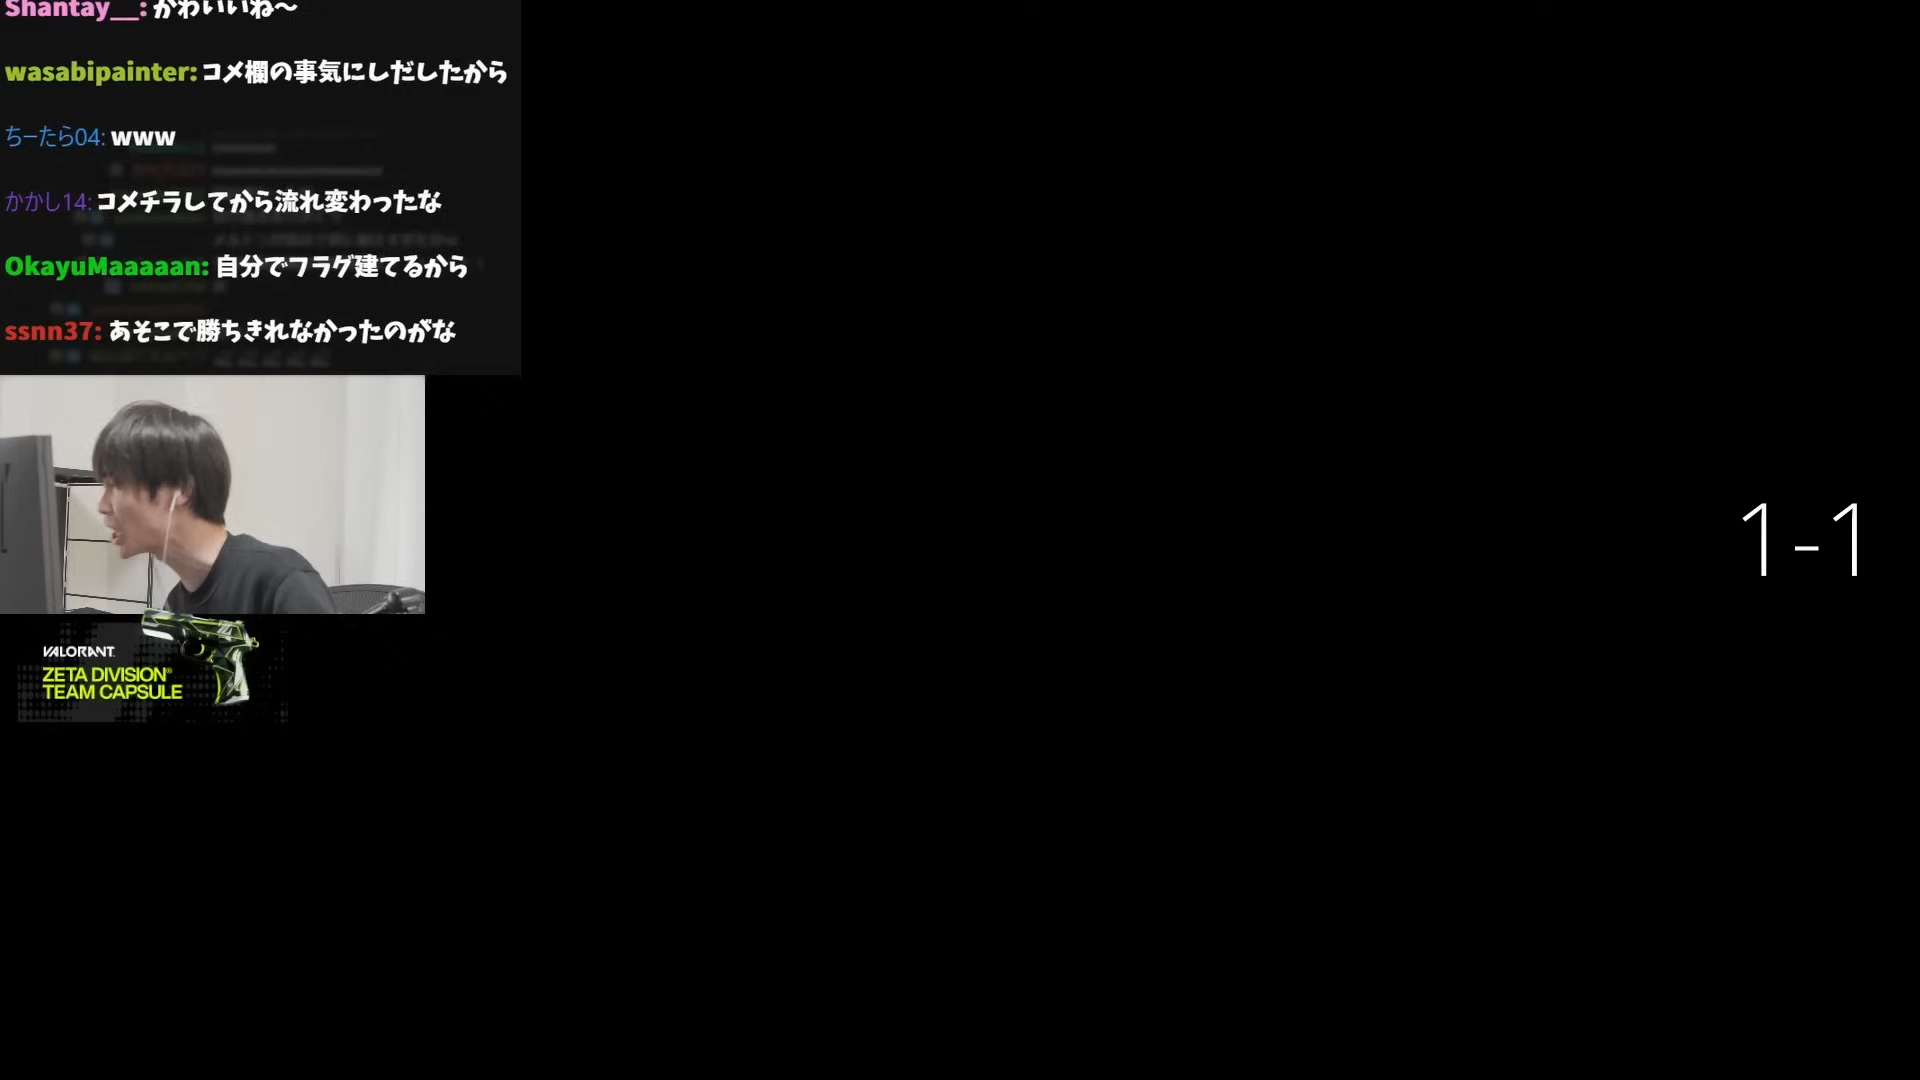 Shantay__: かわいいね～
wasabipainter: コメ欄の事気にしだしたから
ちーたら04: www
かかし14: コメチラしてから流れ変わったな
OkayuMaaaaan: 自分でフラグ建てるから
ssnn37: あそこで勝ちきれなかったのがな
1-1
VALORANT
ZETA DIVISION®
TEAM CAPSULE